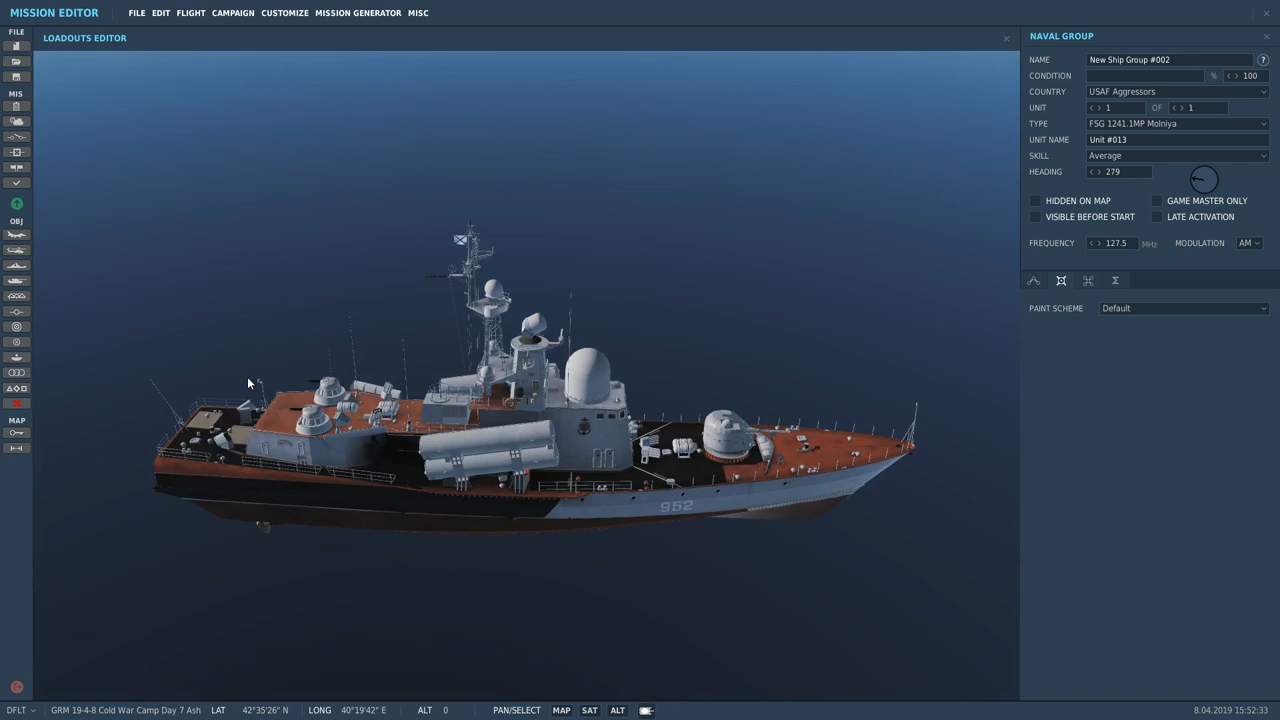 MISSION EDITOR FILE EDIT FLIGHT CAMPAIGN CUSTOMIZE MISSION GENERATOR MISC
FILE
MIS
OBJ
MAP
LOADOUTS EDITOR
952
NAVAL GROUP
NAME New Ship Group #002 ?
CONDITION % < > 100
COUNTRY USAF Aggressors
UNIT < > 1 OF < > 1
TYPE FSG 1241.1MP Molniya
UNIT NAME Unit #013
SKILL Average
HEADING < > 279
HIDDEN ON MAP GAME MASTER ONLY
VISIBLE BEFORE START LATE ACTIVATION
FREQUENCY < > 127.5 MHz MODULATION AM
PAINT SCHEME Default
DFLT GRM 19-4-8 Cold War Camp Day 7 Ash LAT 42°35'26" N LONG 40°19'42" E ALT 0 PAN/SELECT MAP SAT ALT 8.04.2019 15:52:33